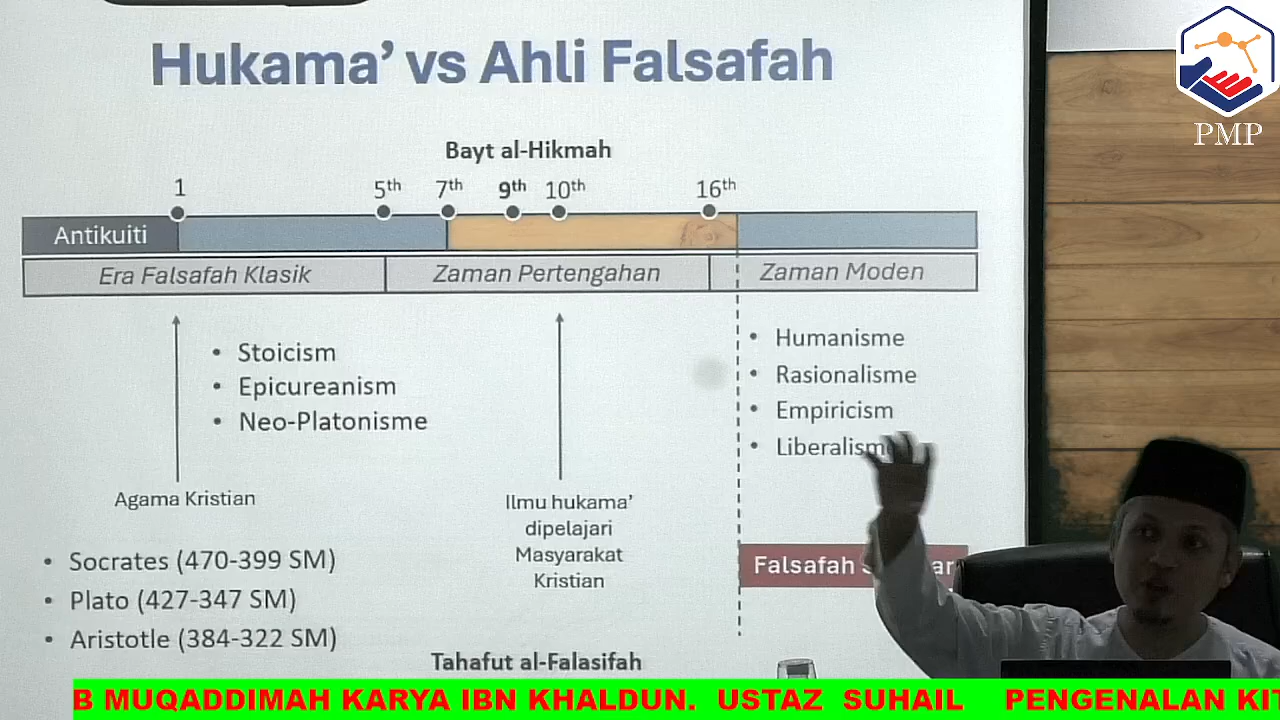 Hukama’ vs Ahli Falsafah
PMP
Bayt al-Hikmah
1 5th 7th 9th 10th 16th
Antikuiti
Era Falsafah Klasik Zaman Pertengahan Zaman Moden
• Stoicism
• Epicureanism
• Neo-Platonisme
• Humanisme
• Rasionalisme
• Empiricism
• Liberalisme
Agama Kristian
Ilmu hukama’
dipelajari
Masyarakat
Kristian
• Socrates (470-399 SM)
• Plato (427-347 SM)
• Aristotle (384-322 SM)
Falsafah
Tahafut al-Falasifah
B MUQADDIMAH KARYA IBN KHALDUN. USTAZ SUHAIL PENGENALAN KIT